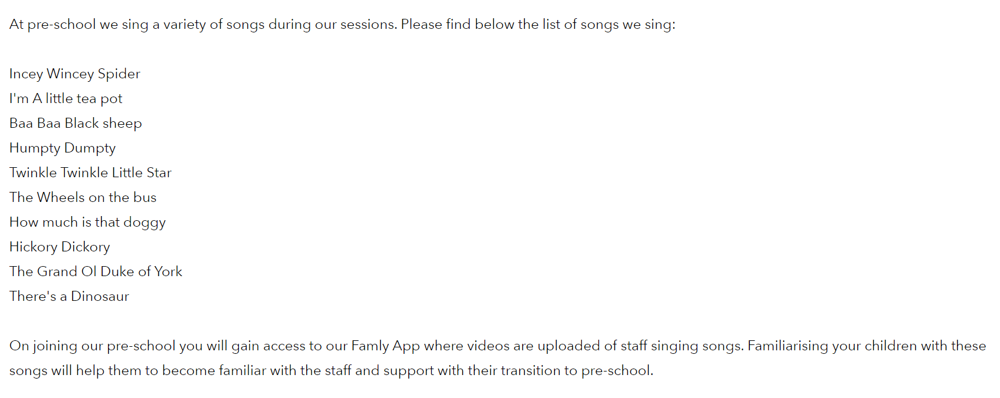 At pre-school we sing a variety of songs during our sessions. Please find below the list of songs we sing:
Incey Wincey Spider
I'm A little tea pot
Baa Baa Black sheep
Humpty Dumpty
Twinkle Twinkle Little Star
The Wheels on the bus
How much is that doggy
Hickory Dickory
The Grand Ol Duke of York
There's a Dinosaur
On joining our pre-school you will gain access to our Famly App where videos are uploaded of staff singing songs. Familiarising your children with these
songs will help them to become familiar with the staff and support with their transition to pre-school.